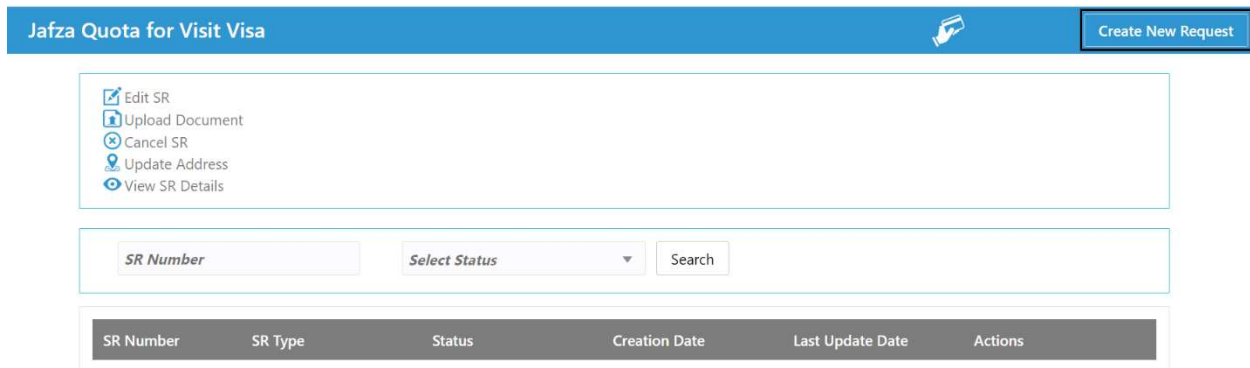 Jafza Quota for Visit Visa Create New Request
Edit SR
Upload Document
Cancel SR
Update Address
View SR Details
SR Number Select Status Search
SR Number SR Type Status Creation Date Last Update Date Actions